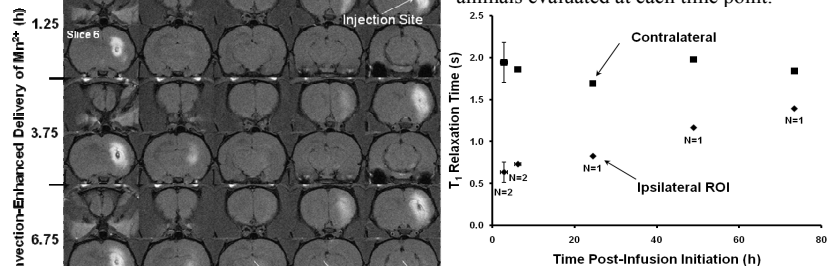 animals evaluated at each time point.
nvection-Enhanced Delivery of Mn²⁺ (h)
1.25
3.75
6.75
Injection Site
Slice 6
T₁ Relaxation Time (s)
2.5
2.0
1.5
1.0
0.5
0.0
Contralateral
Ipsilateral ROI
N=2
N=2
N=1
N=1
N=1
0
20
40
60
80
Time Post-Infusion Initiation (h)